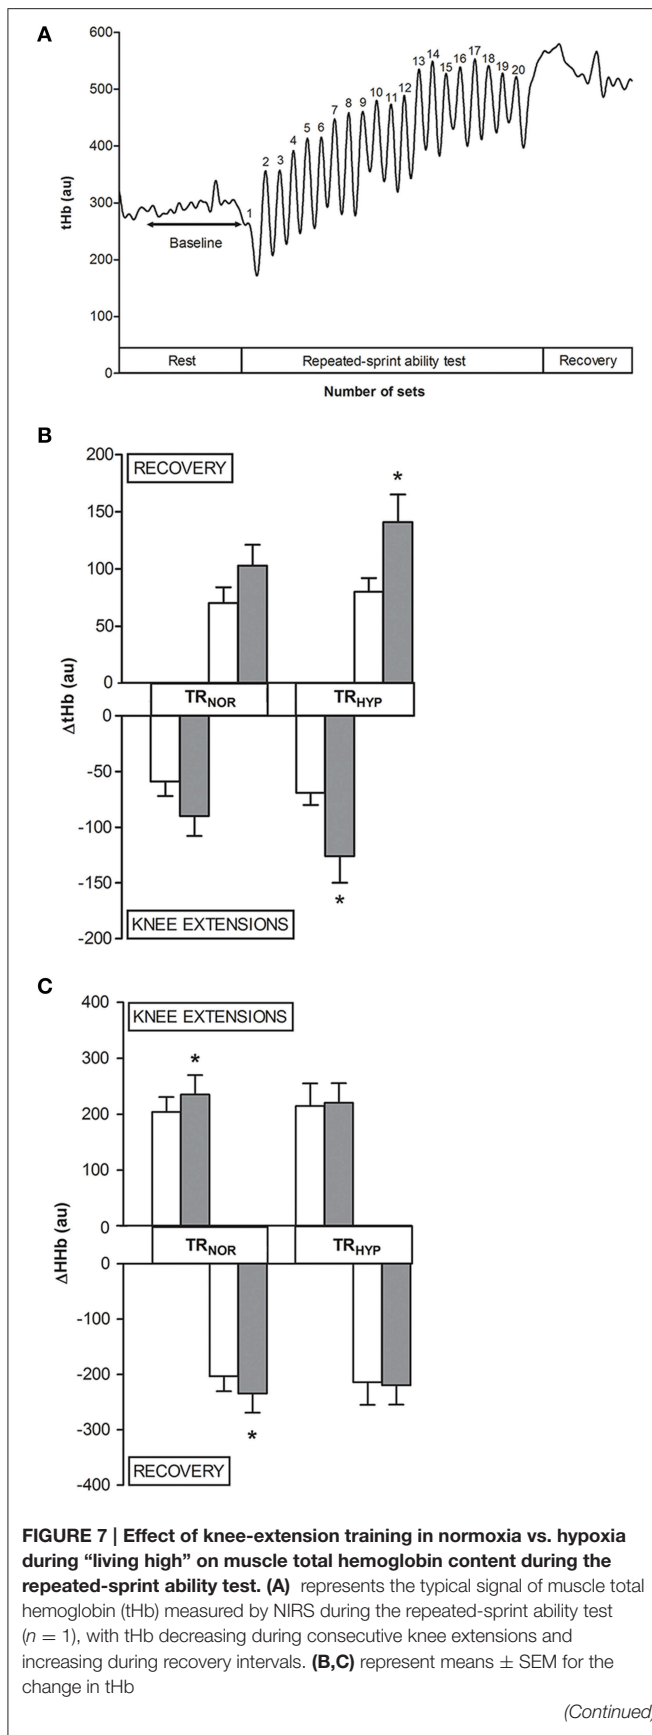 A
600
500
400
300
200
100
0
tHb (au)
1
2
3
4
5
6
7
8
9
10
11
12
13
14
15
16
17
18
19
20
Baseline
Rest
Repeated-sprint ability test
Recovery
Number of sets
B
200
150
100
50
0
0
-50
-100
-150
-200
ΔtHb (au)
RECOVERY
*
TRNOR
TRHYP
*
KNEE EXTENSIONS
C
400
300
200
100
0
0
-100
-200
-300
-400
ΔHHb (au)
KNEE EXTENSIONS
*
TRNOR
TRHYP
*
RECOVERY
FIGURE 7 | Effect of knee-extension training in normoxia vs. hypoxia
during “living high” on muscle total hemoglobin content during the
repeated-sprint ability test. (A) represents the typical signal of muscle total
hemoglobin (tHb) measured by NIRS during the repeated-sprint ability test
(n = 1), with tHb decreasing during consecutive knee extensions and
increasing during recovery intervals. (B,C) represent means ± SEM for the
change in tHb
(Continued)